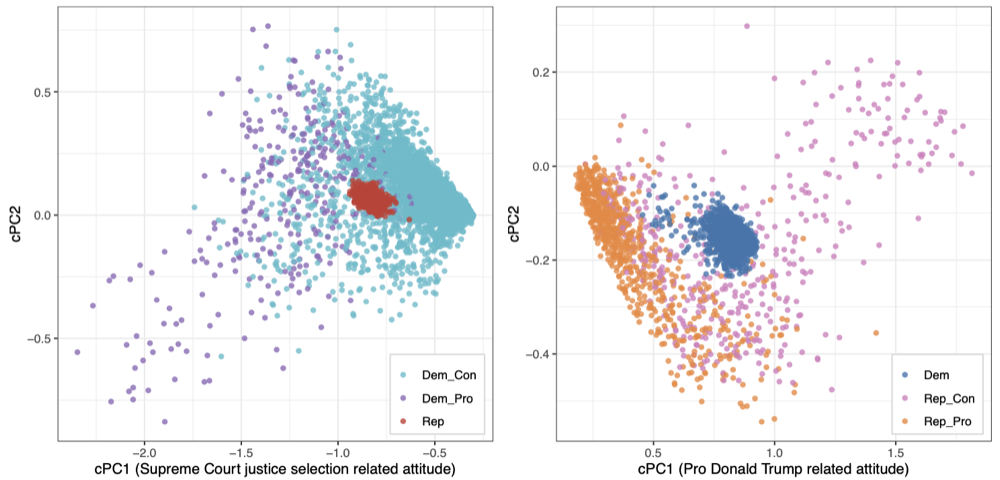 cPC2
0.5
0.0
−0.5
−2.0
−1.5
−1.0
−0.5
cPC1 (Supreme Court justice selection related attitude)
Dem_Con
Dem_Pro
Rep
cPC2
0.2
0.0
−0.2
−0.4
0.5
1.0
1.5
cPC1 (Pro Donald Trump related attitude)
Dem
Rep_Con
Rep_Pro